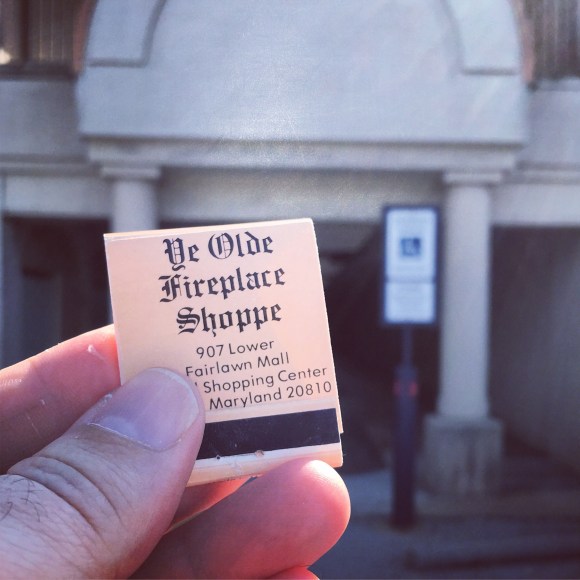 Ye Olde
Fireplace
Shoppe
907 Lower
Fairlawn Mall
Shopping Center
Maryland 20810